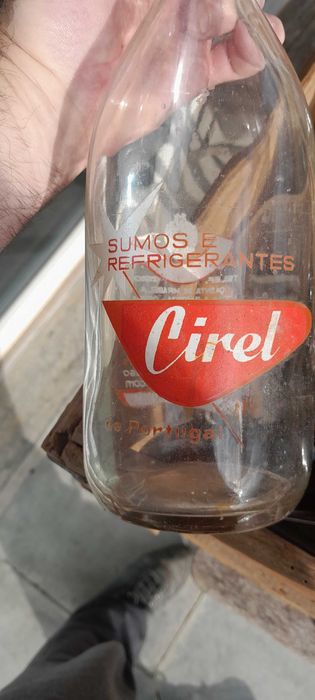 SUMOS E
REFRIGERANTES
Cirel
de Portugal